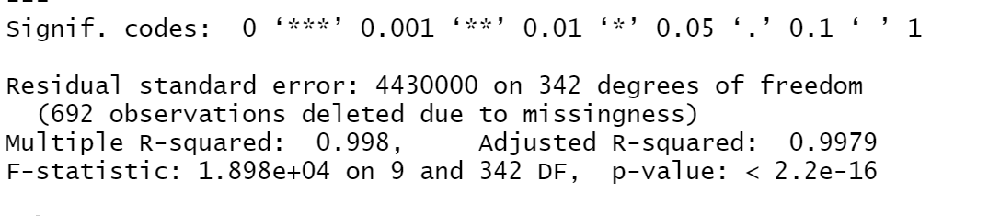 ---
Signif. codes:  0 ‘***’ 0.001 ‘**’ 0.01 ‘*’ 0.05 ‘.’ 0.1 ‘ ’ 1

Residual standard error: 4430000 on 342 degrees of freedom
  (692 observations deleted due to missingness)
Multiple R-squared:  0.998,     Adjusted R-squared:  0.9979
F-statistic: 1.898e+04 on 9 and 342 DF,  p-value: < 2.2e-16